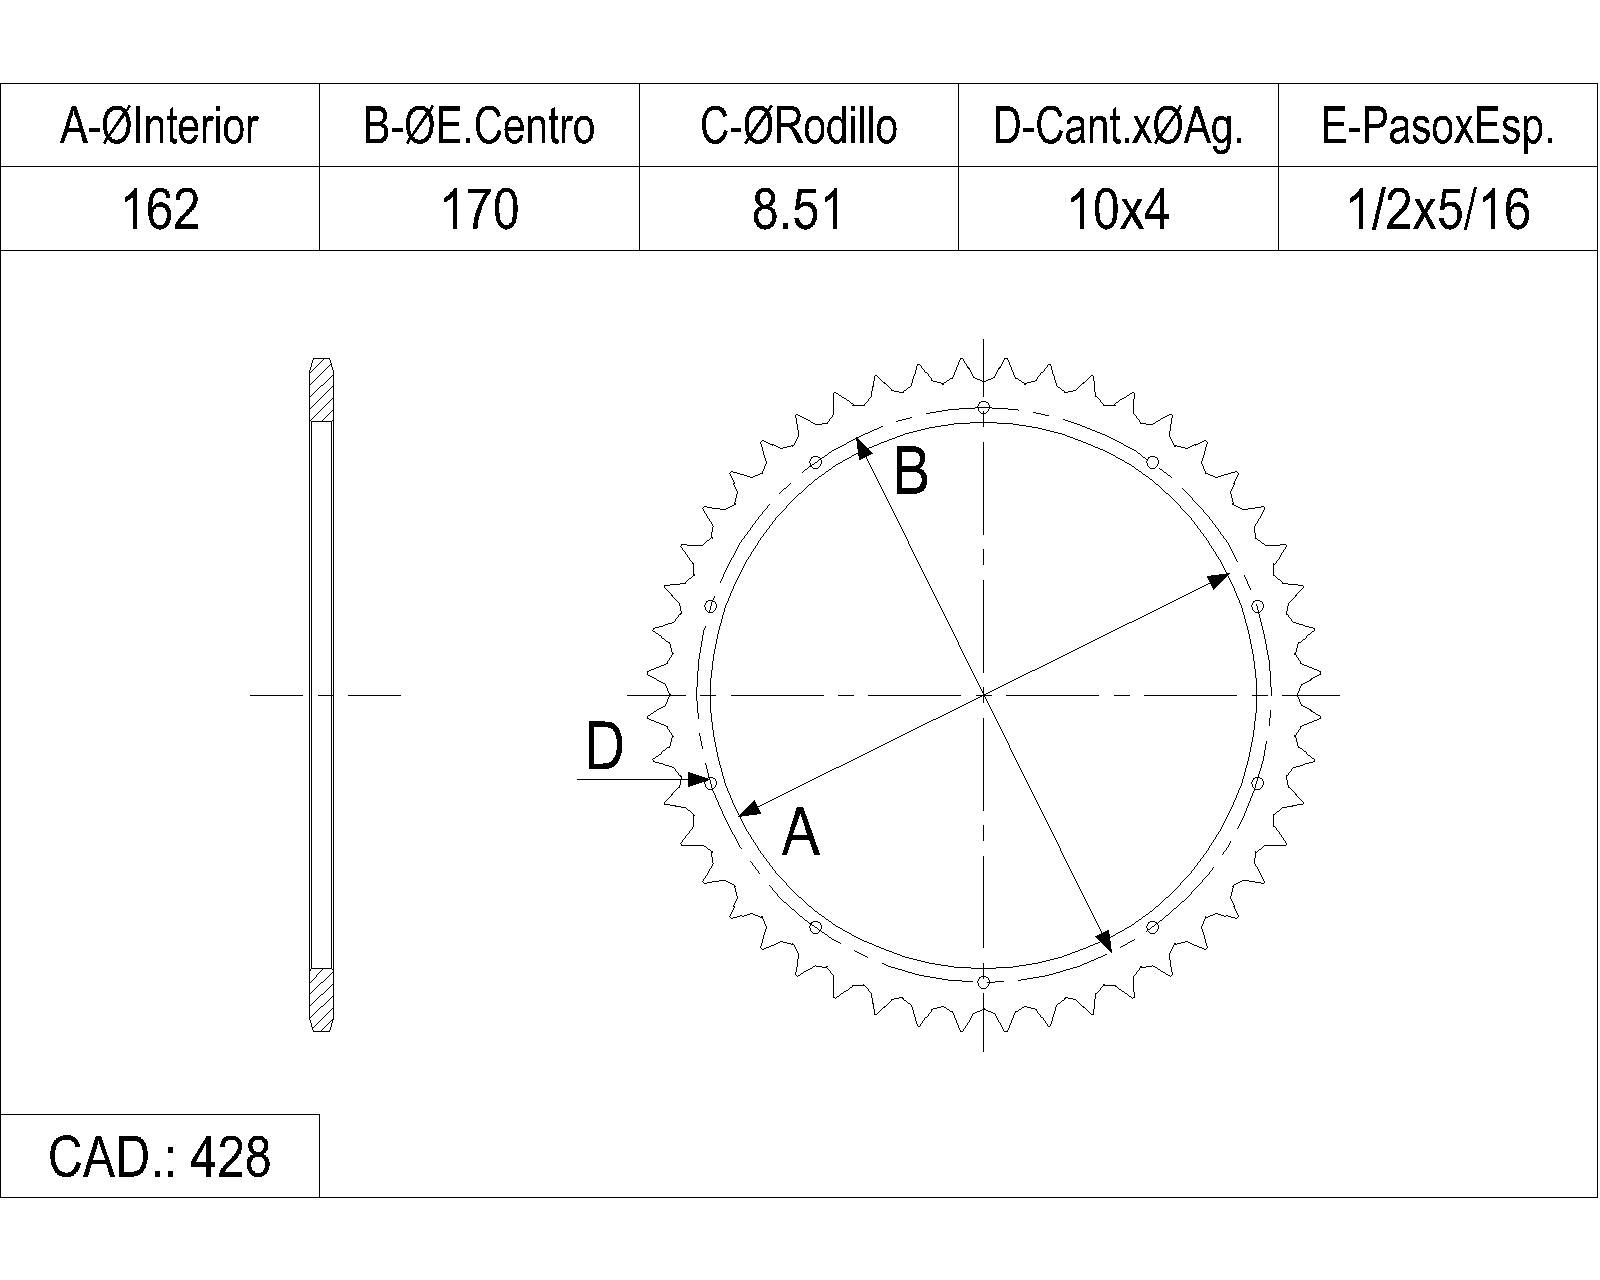 A-ØInterior B-ØE.Centro C-ØRodillo D-Cant.xØAg. E-PasoxEsp.
162 170 8.51 10x4 1/2x5/16
B
D
A
CAD.: 428